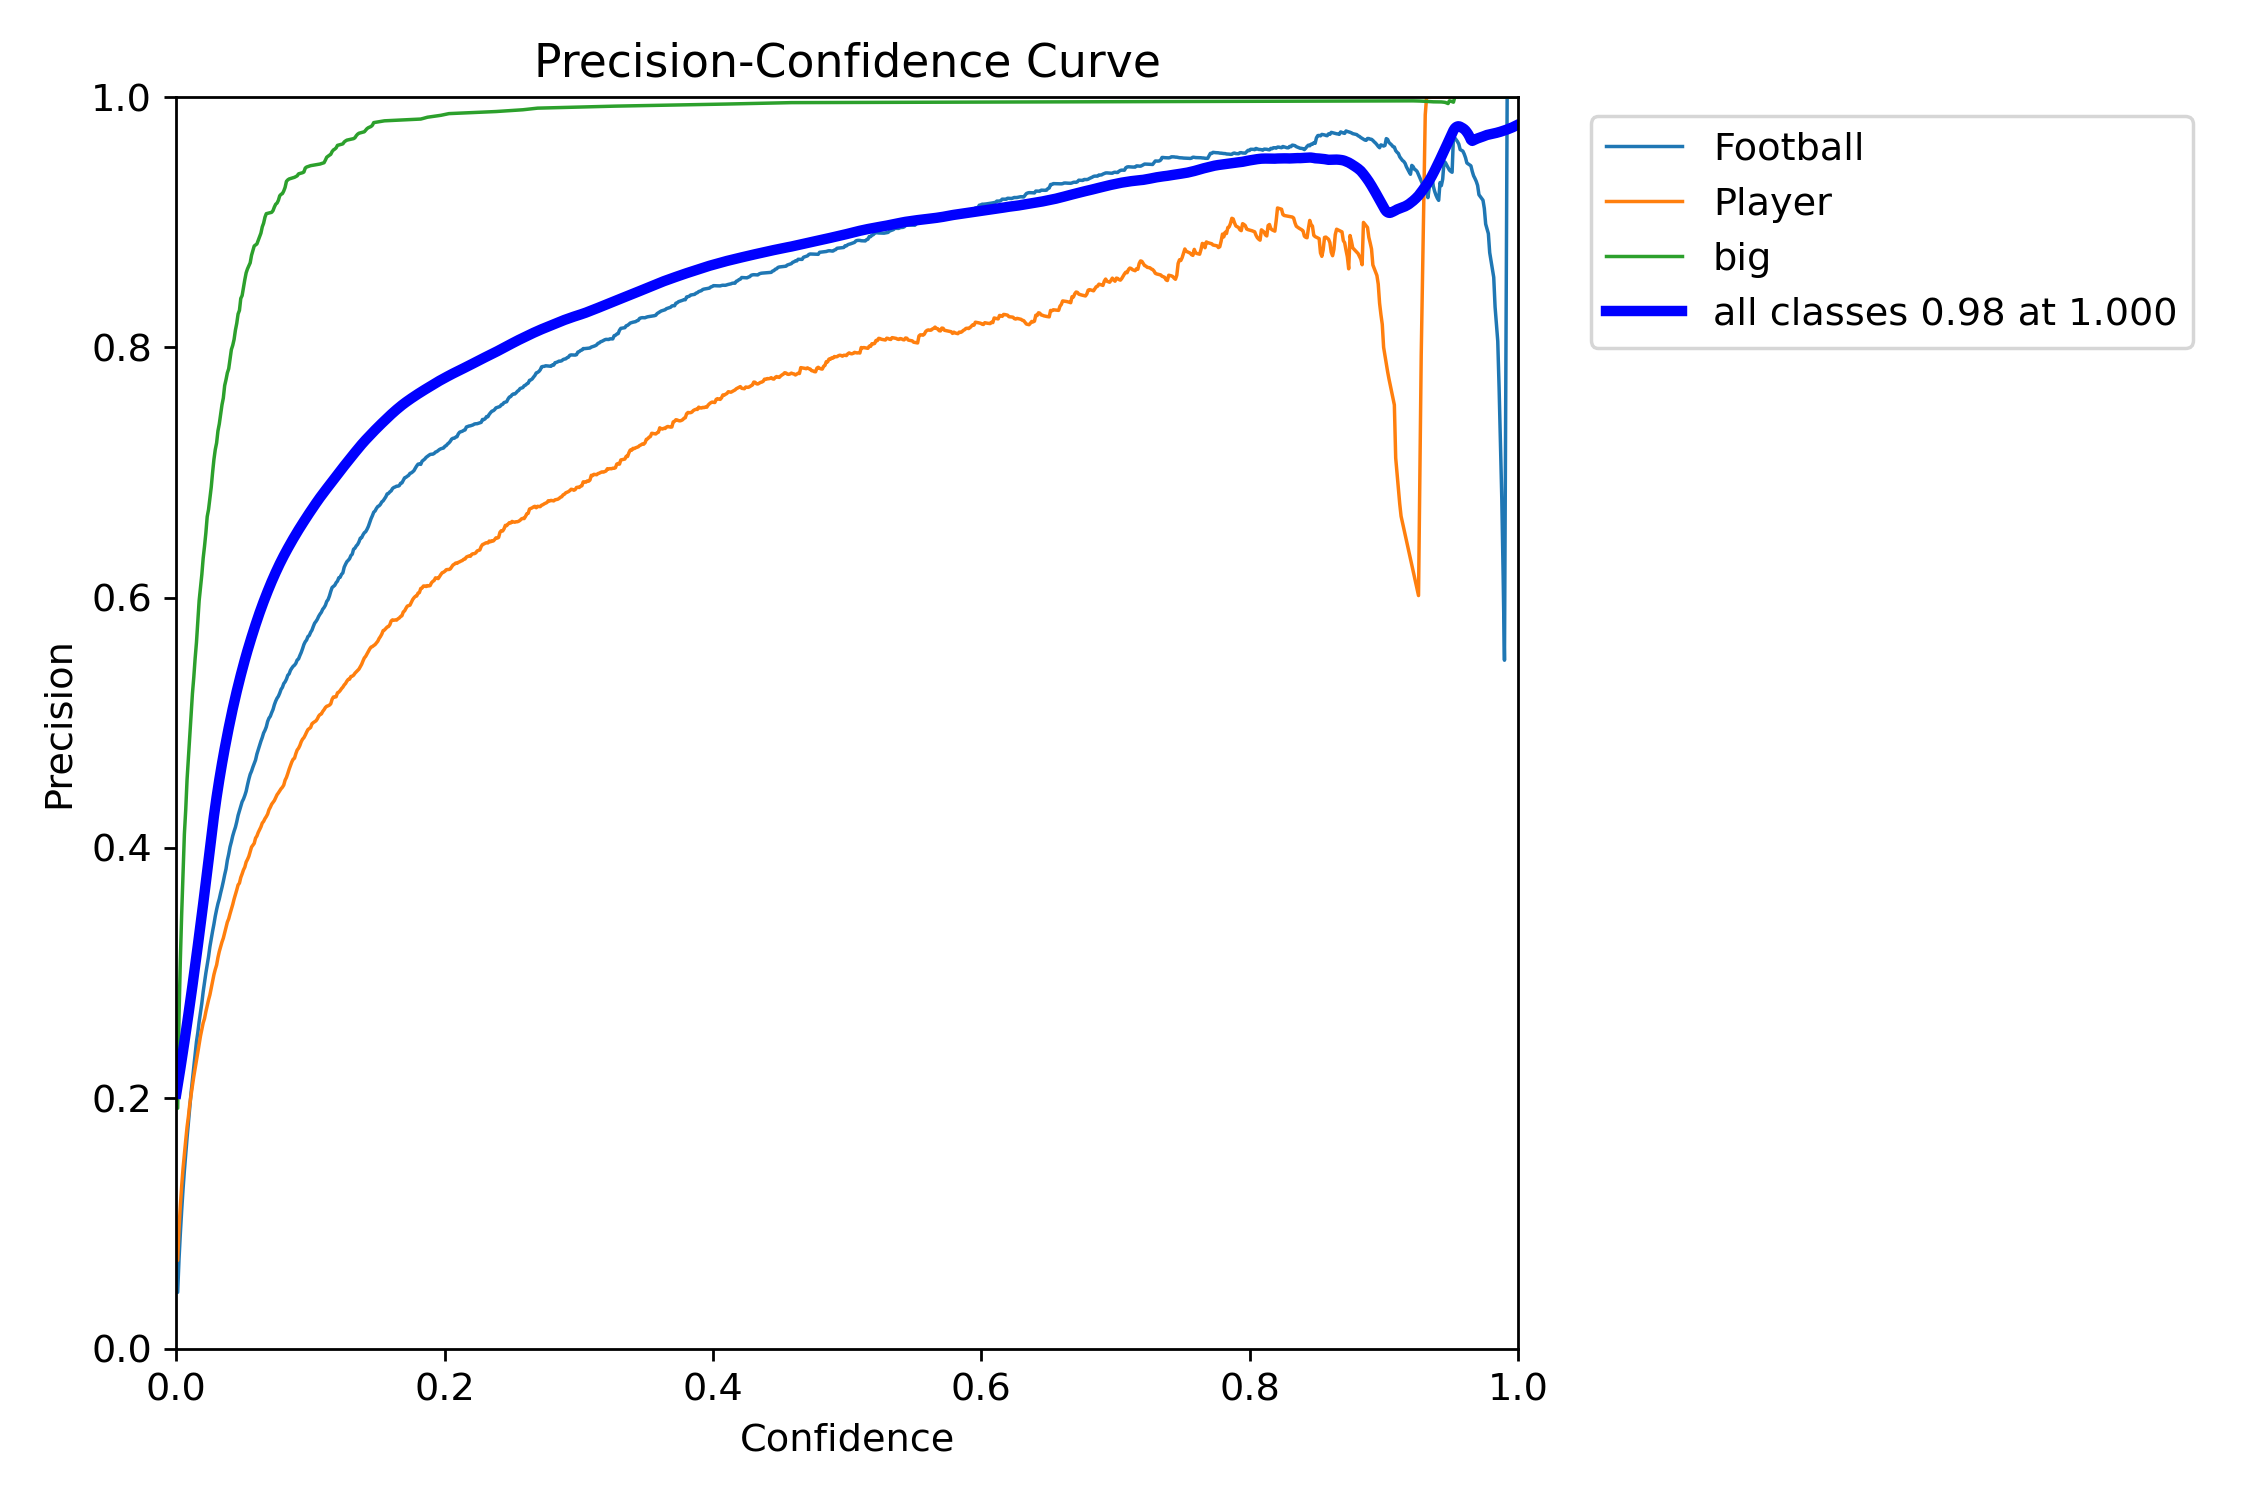 Precision-Confidence Curve
1.0
0.8
0.6
0.4
0.2
0.0
Precision
0.0 0.2 0.4 0.6 0.8 1.0
Confidence
Football
Player
big
all classes 0.98 at 1.000